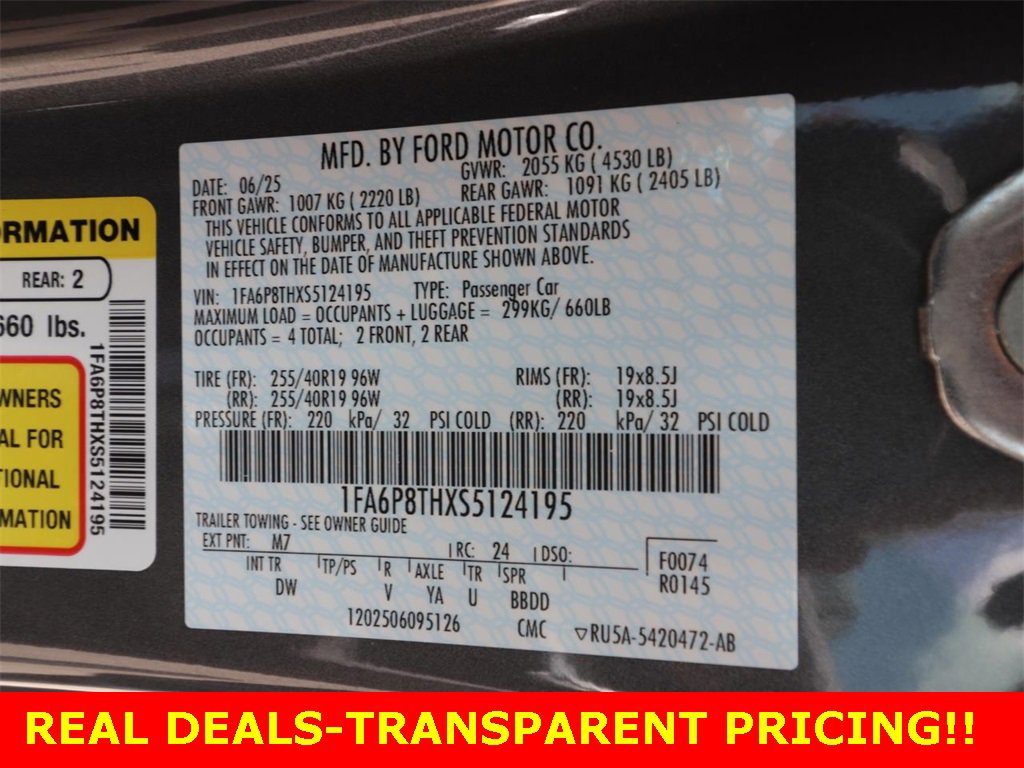 MFD. BY FORD MOTOR CO.
DATE: 06/25 GVWR: 2055 KG ( 4530 LB)
FRONT GAWR: 1007 KG ( 2220 LB) REAR GAWR: 1091 KG ( 2405 LB)
THIS VEHICLE CONFORMS TO ALL APPLICABLE FEDERAL MOTOR
VEHICLE SAFETY, BUMPER, AND THEFT PREVENTION STANDARDS
IN EFFECT ON THE DATE OF MANUFACTURE SHOWN ABOVE.
VIN: 1FA6P8THXS5124195 TYPE: Passenger Car
MAXIMUM LOAD = OCCUPANTS + LUGGAGE = 299KG/ 660LB
OCCUPANTS = 4 TOTAL; 2 FRONT, 2 REAR
TIRE (FR): 255/40R19 96W RIMS (FR): 19x8.5J
(RR): 255/40R19 96W (RR): 19x8.5J
PRESSURE (FR): 220 kPa/ 32 PSI COLD (RR): 220 kPa/ 32 PSI COLD
1FA6P8THXS5124195
TRAILER TOWING - SEE OWNER GUIDE
EXT PNT: M7 RC: 24 DSO: F0074
R0145
INT TR TP/PS R AXLE TR SPR
DW V YA U BBDD
1202506095126 CMC RU5A-5420472-AB
RMATION
REAR: 2
660 lbs.
WNERS
AL FOR
TIONAL
MATION
1FA6P8THXS5124195
REAL DEALS-TRANSPARENT PRICING!!